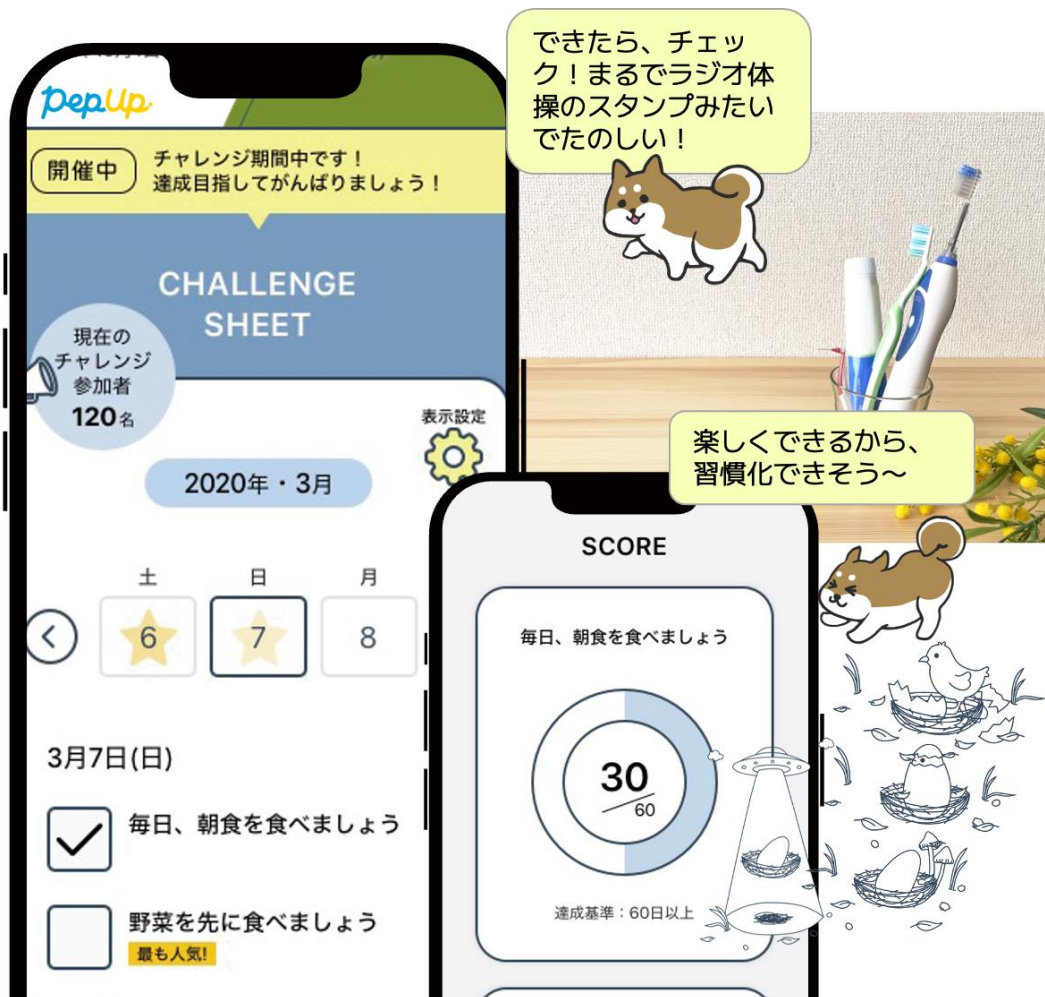 PepUp
開催中
チャレンジ期間中です！
達成目指してがんばりましょう！
CHALLENGE
SHEET
現在の
チャレンジ
参加者
120名
表示設定
2020年・3月
土 日 月
6 7 8
3月7日(日)
毎日、朝食を食べましょう
野菜を先に食べましょう
最も人気!
できたら、チェッ
ク！まるでラジオ体
操のスタンプみたい
でたのしい！
楽しくできるから、
習慣化できそう〜
SCORE
毎日、朝食を食べましょう
30
60
達成基準：60日以上